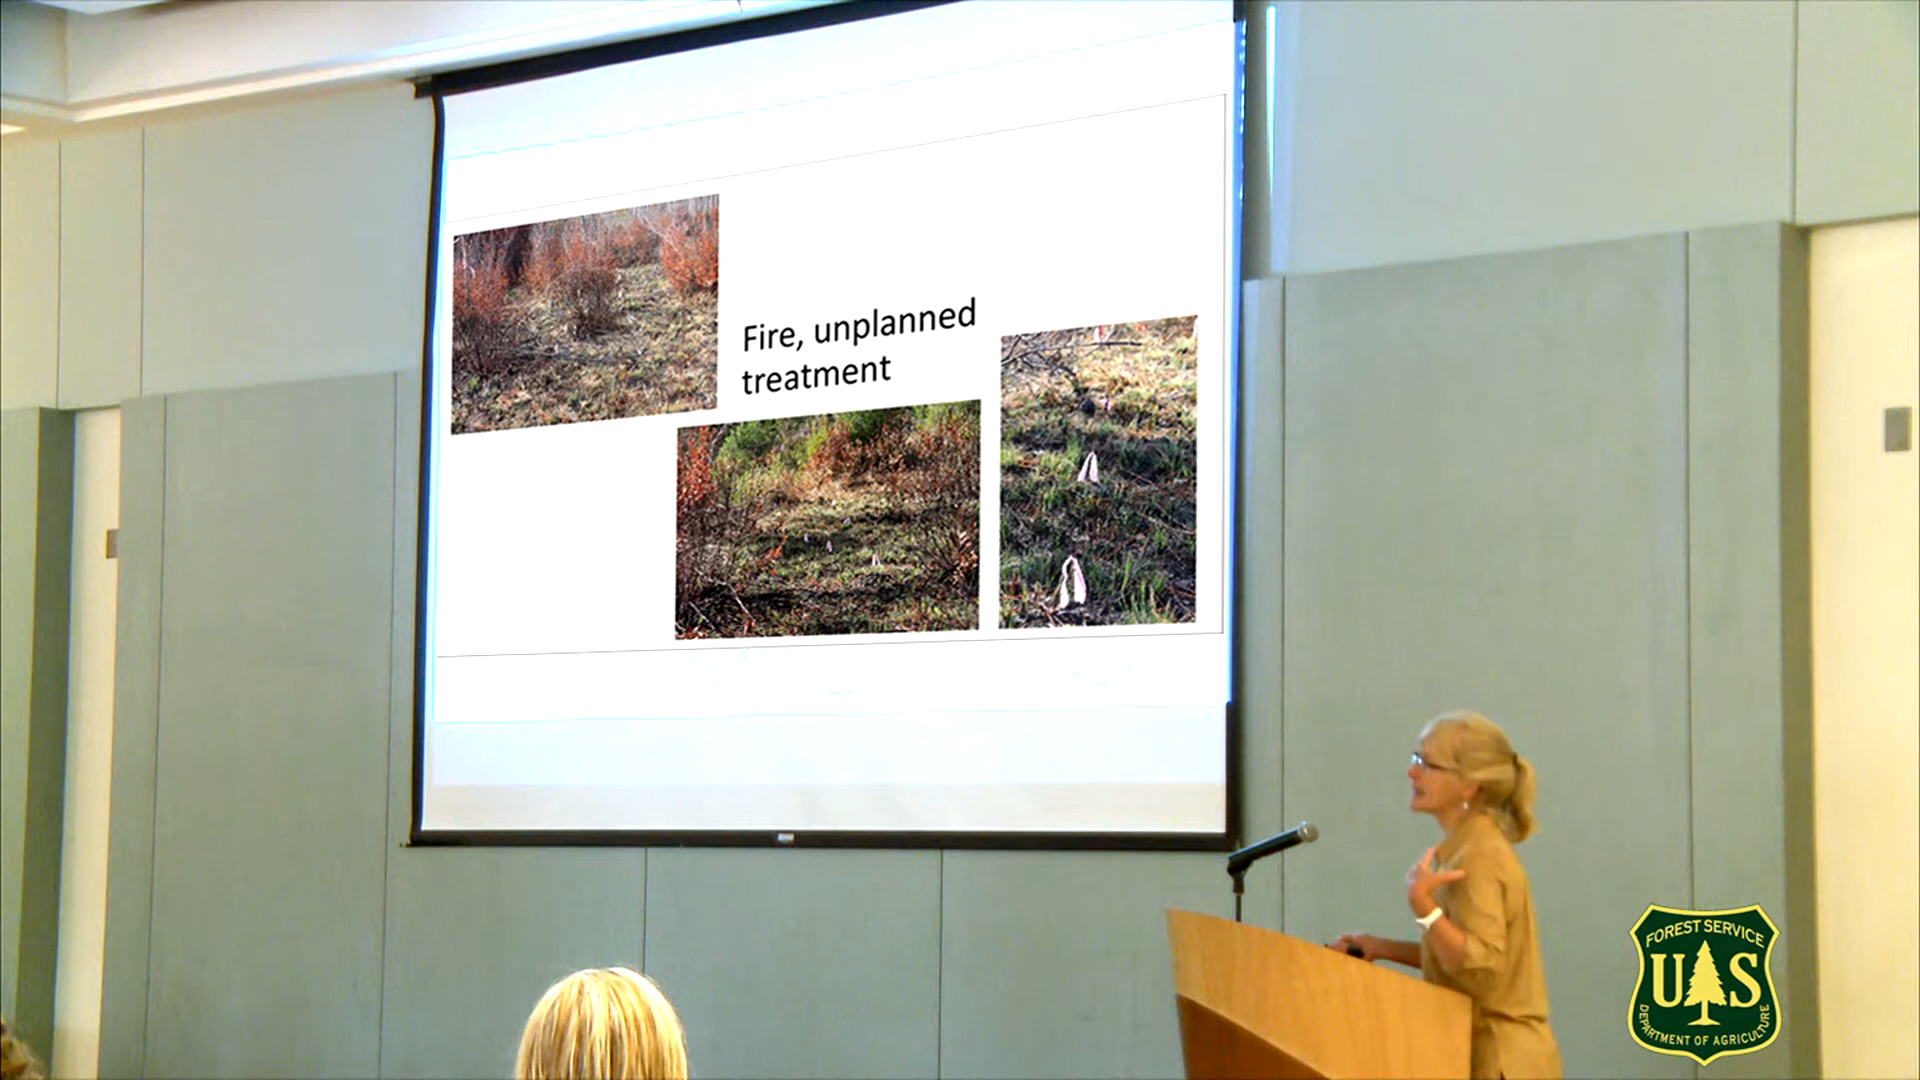 Fire, unplanned
treatment
FOREST SERVICE
U S
DEPARTMENT OF AGRICULTURE